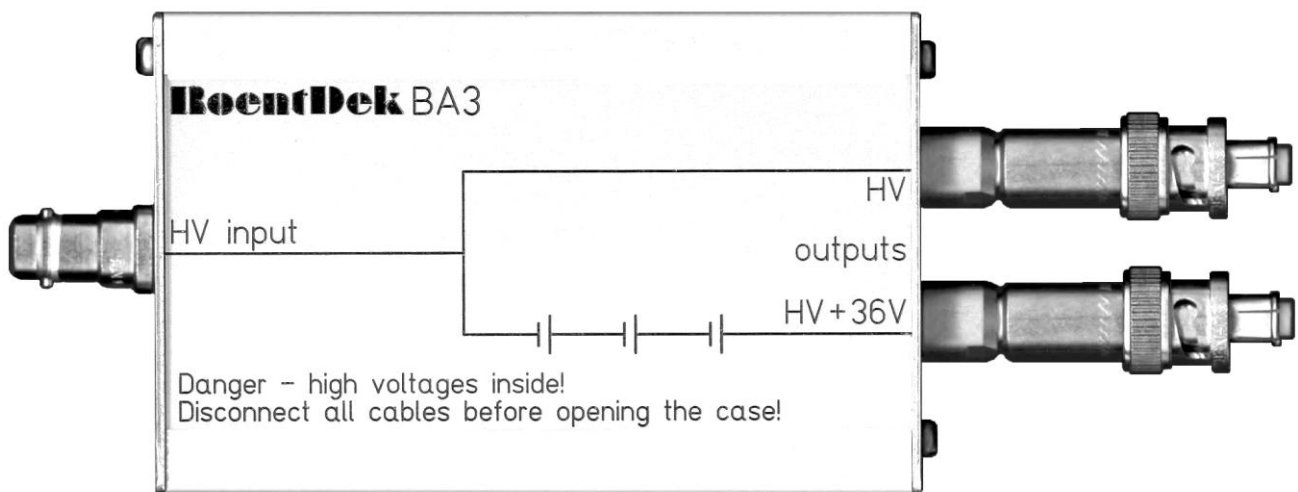 RoentDek BA3
HV
HV input
outputs
HV+36V
Danger - high voltages inside!
Disconnect all cables before opening the case!